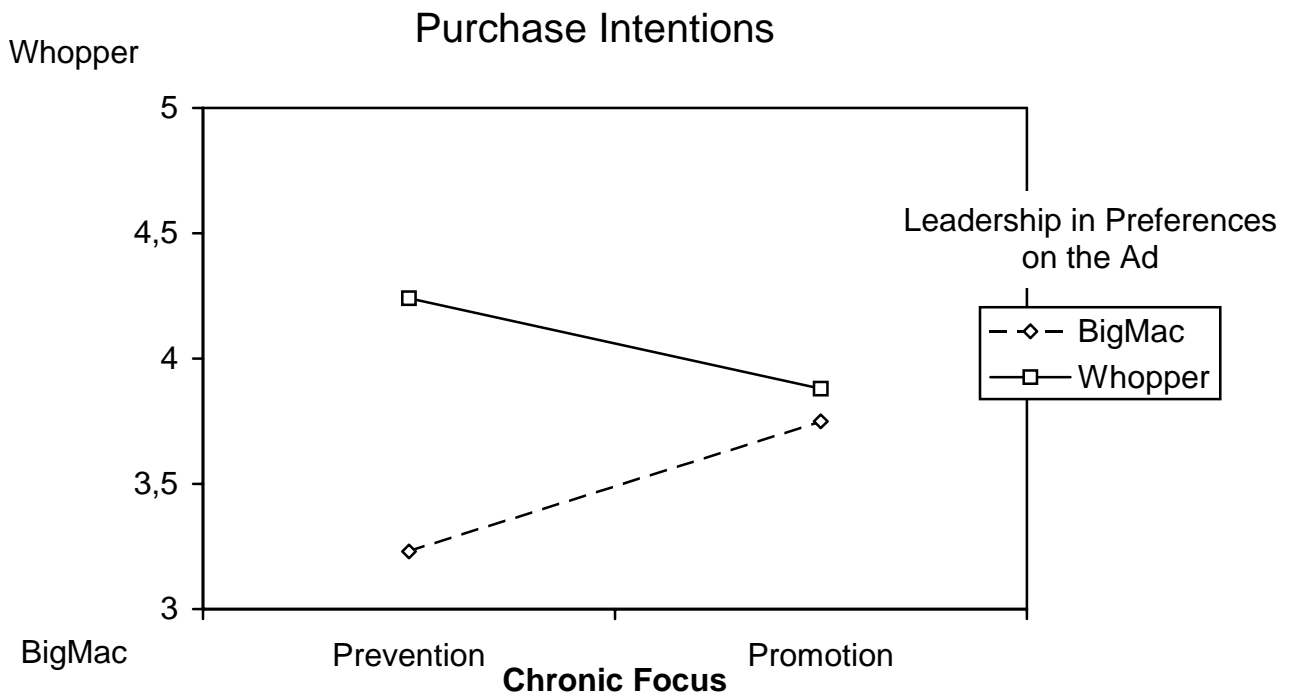 Purchase Intentions
Whopper
5
4,5
4
3,5
3
Leadership in Preferences
on the Ad
BigMac
Whopper
BigMac
Prevention
Promotion
Chronic Focus